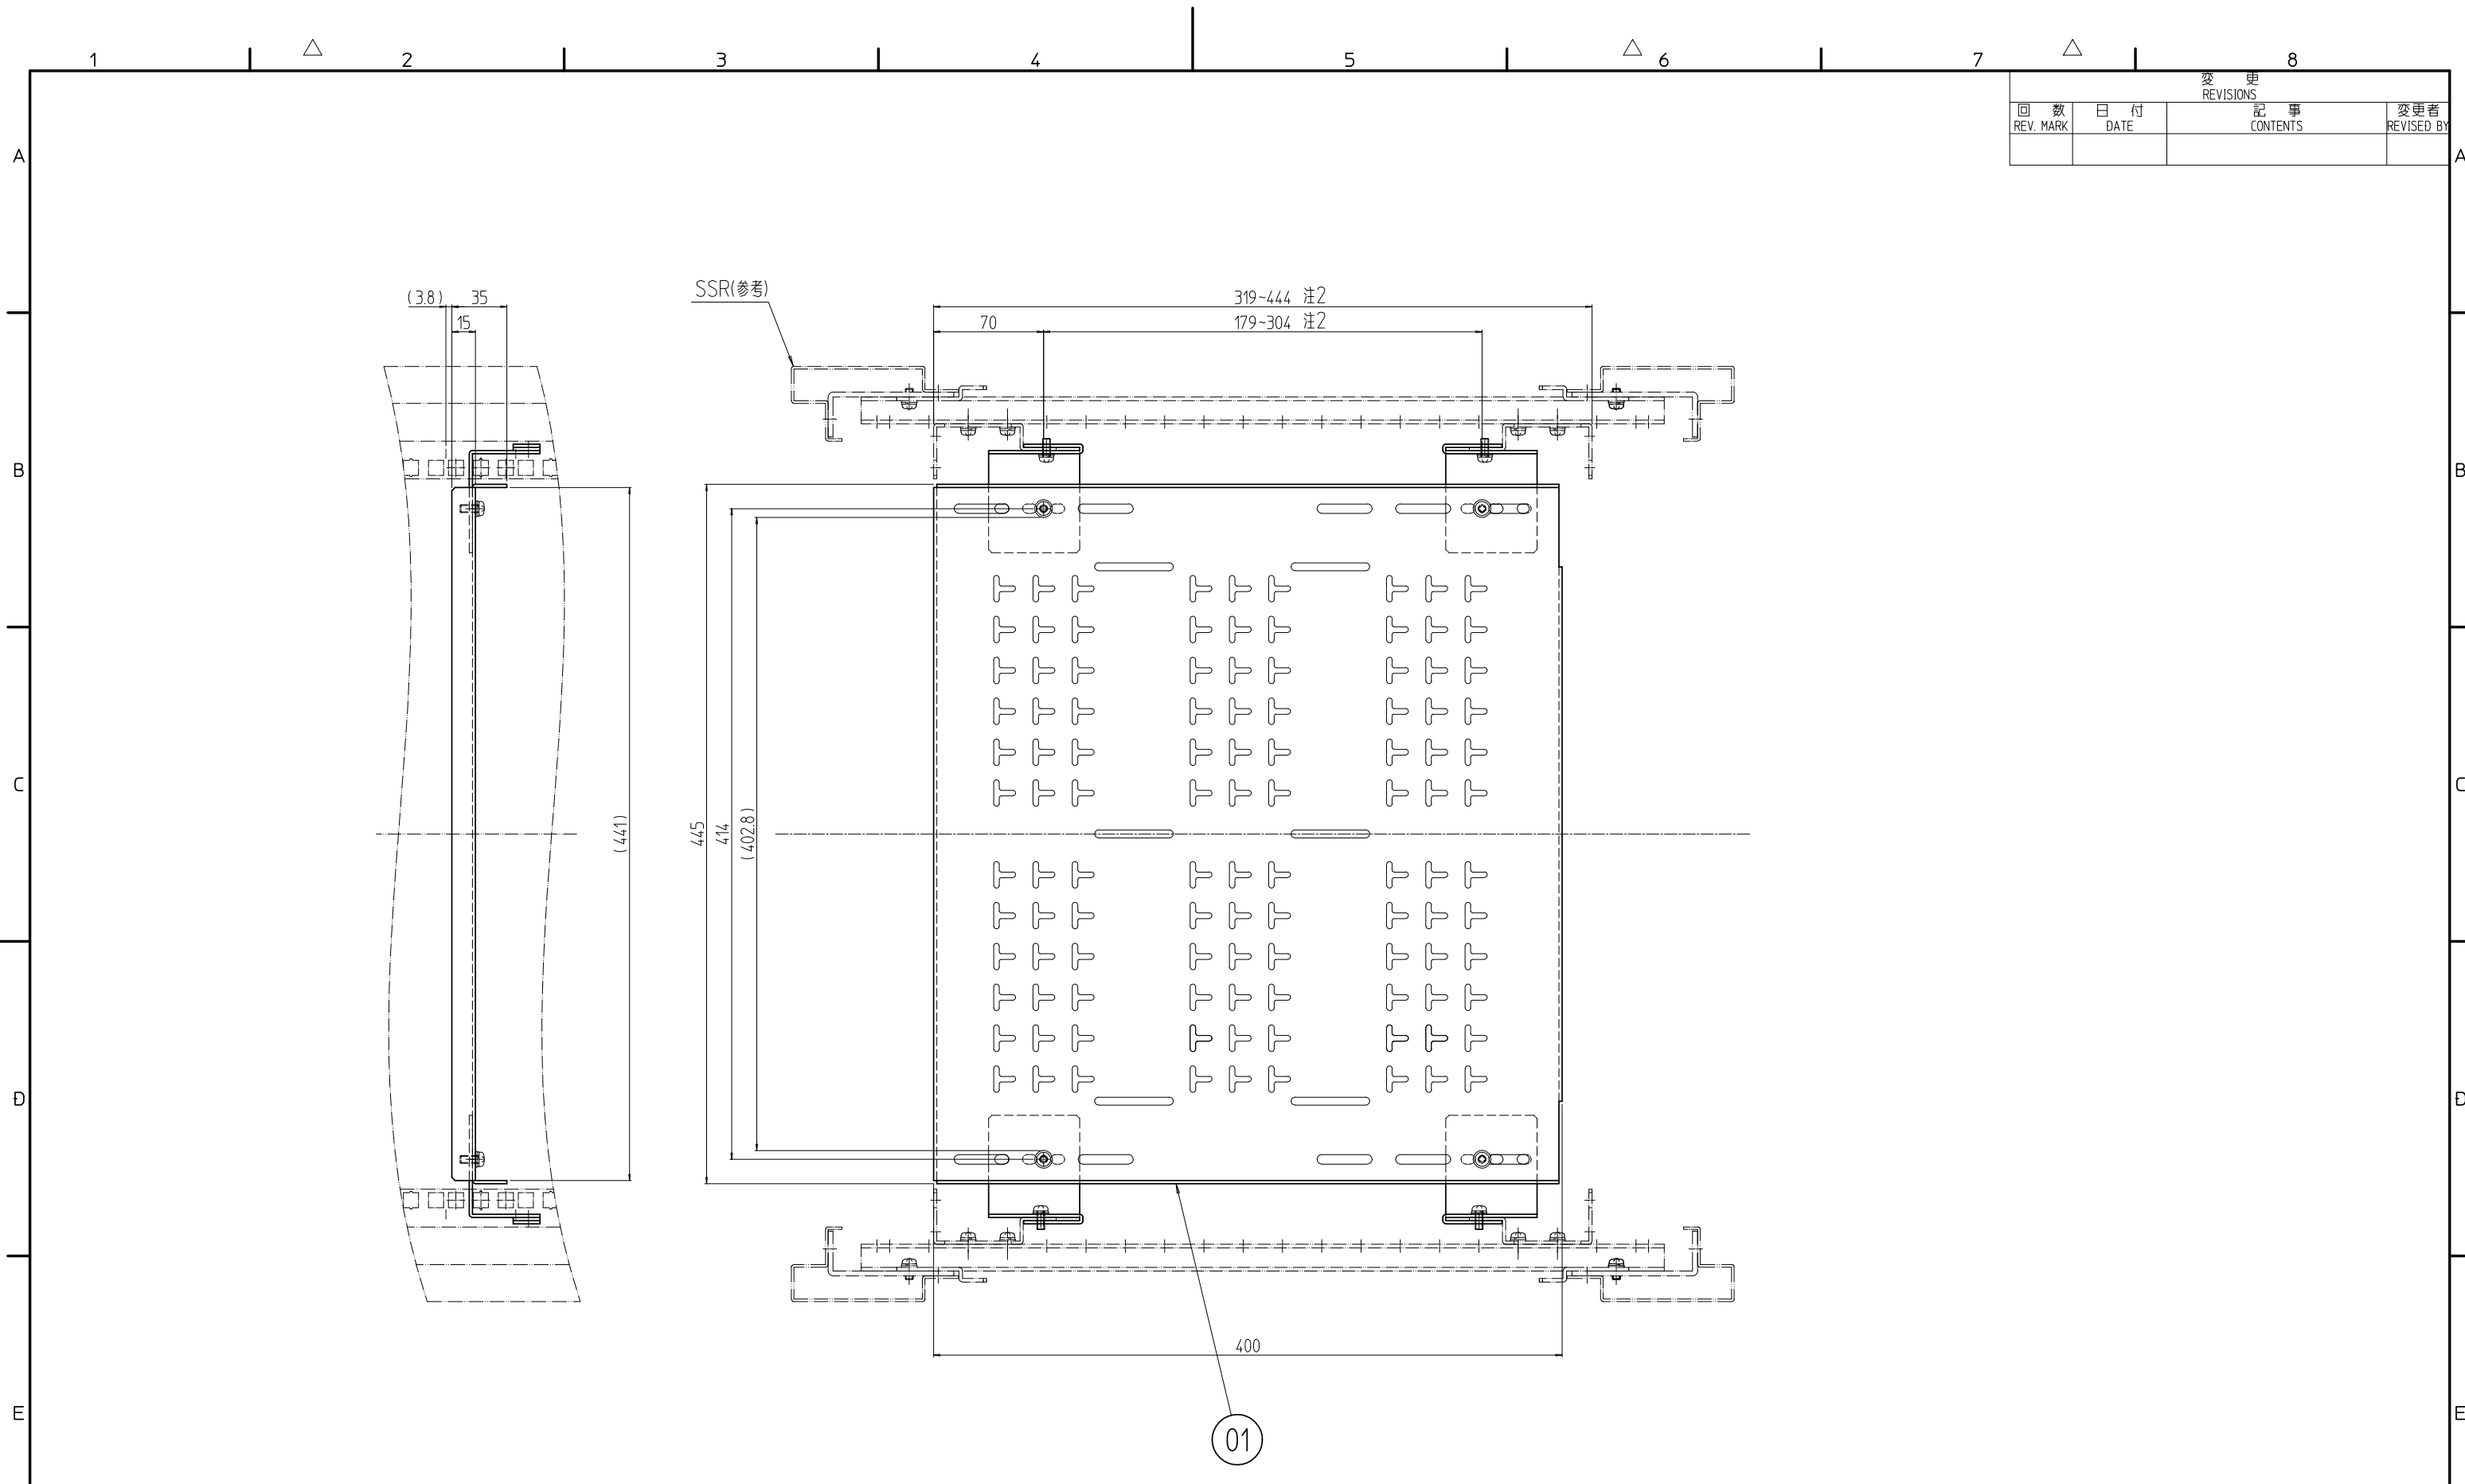 1 2 3 4 5 6 7 8
変 更
REVISIONS
回 数 日 付 記 事 変更者
REV. MARK DATE CONTENTS REVISED BY
A A
SSR(参考)
(3.8) 35
15
319~444 注2
70 179~304 注2
B B
C C
(441)
445
414
(402.8)
D D
400
E E
01